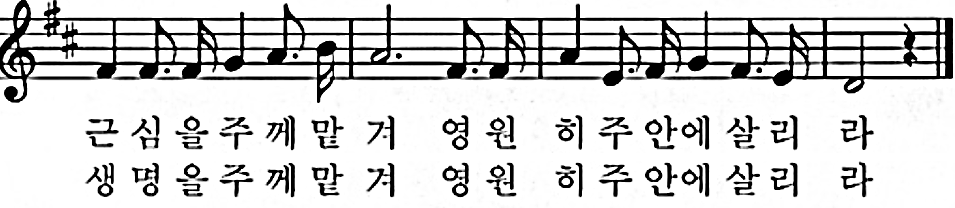 근 심 을 주 께 맡 겨 영 원 히 주 안 에 살 리 라
생 명 을 주 께 맡 겨 영 원 히 주 안 에 살 리 라